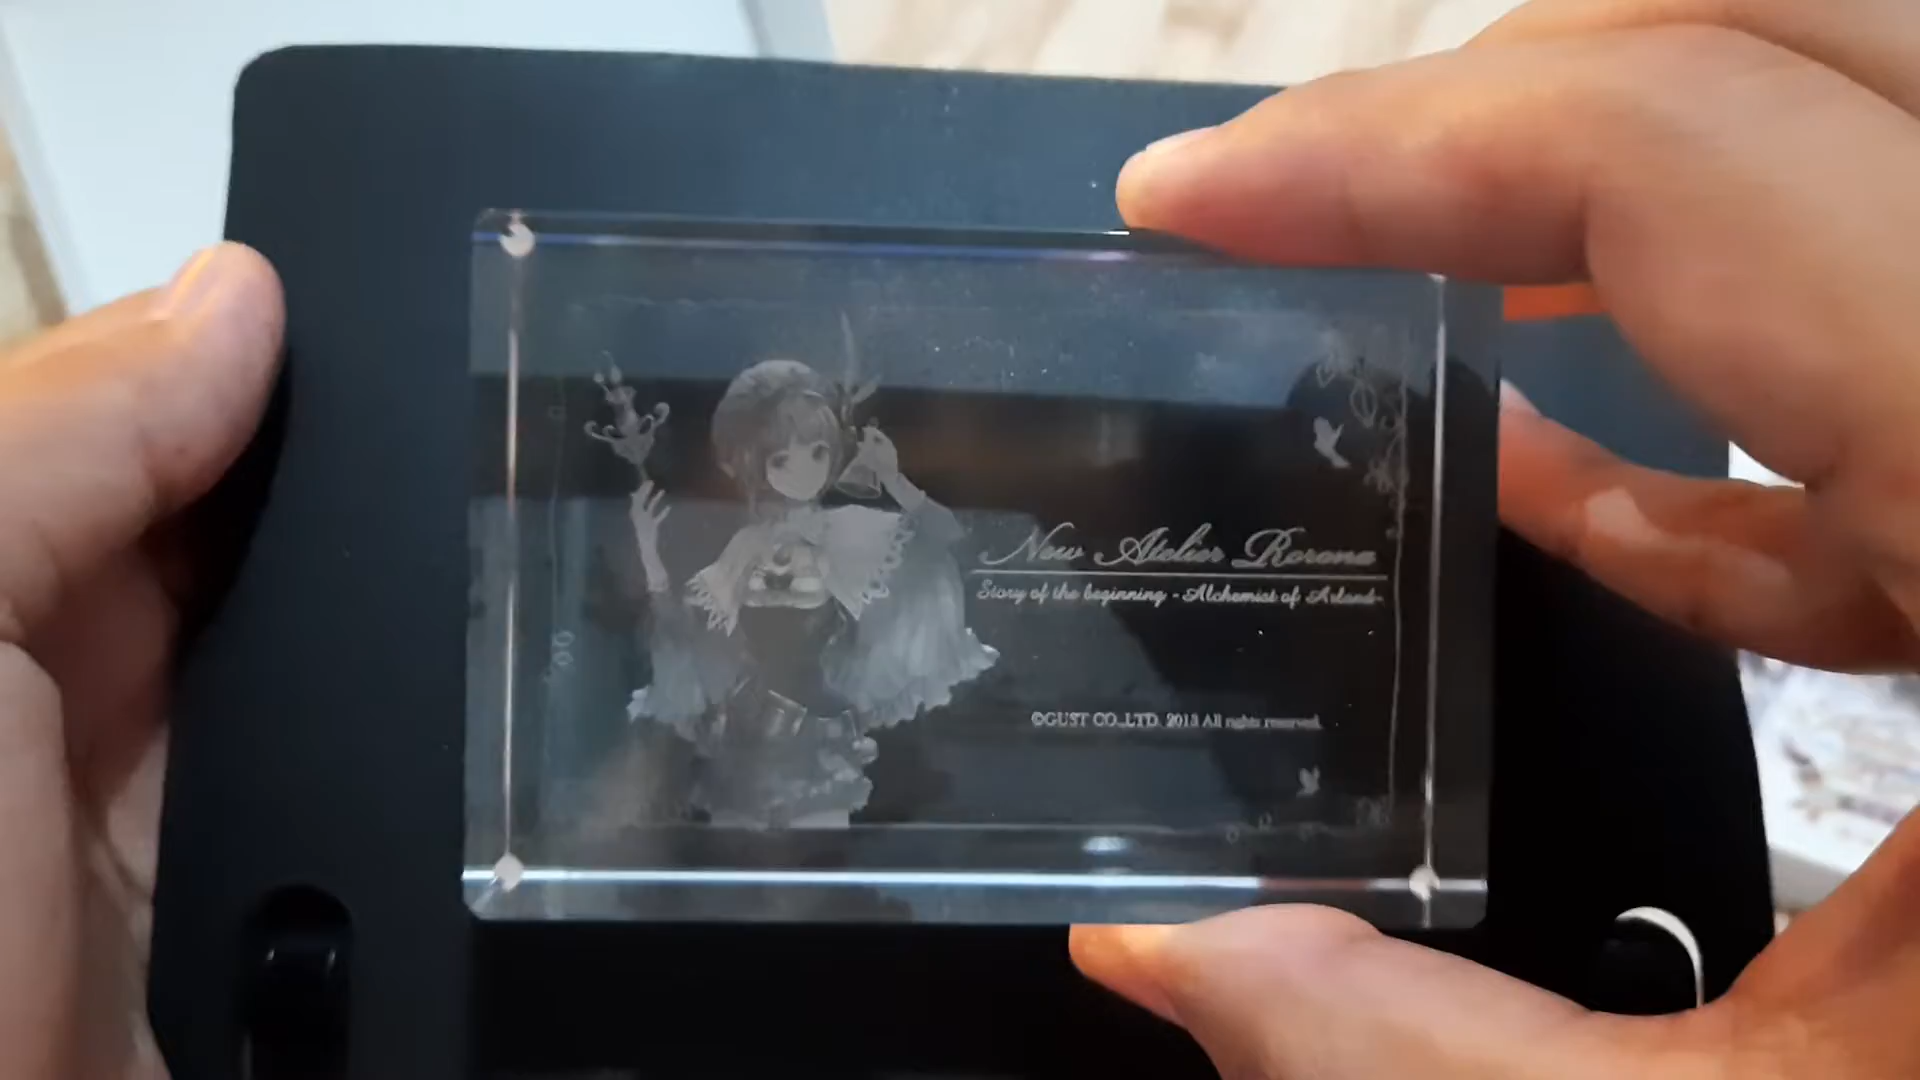 New Atelier Rorona
Story of the beginning -Alchemist of Arland-
©GUST CO.,LTD. 2013 All rights reserved.